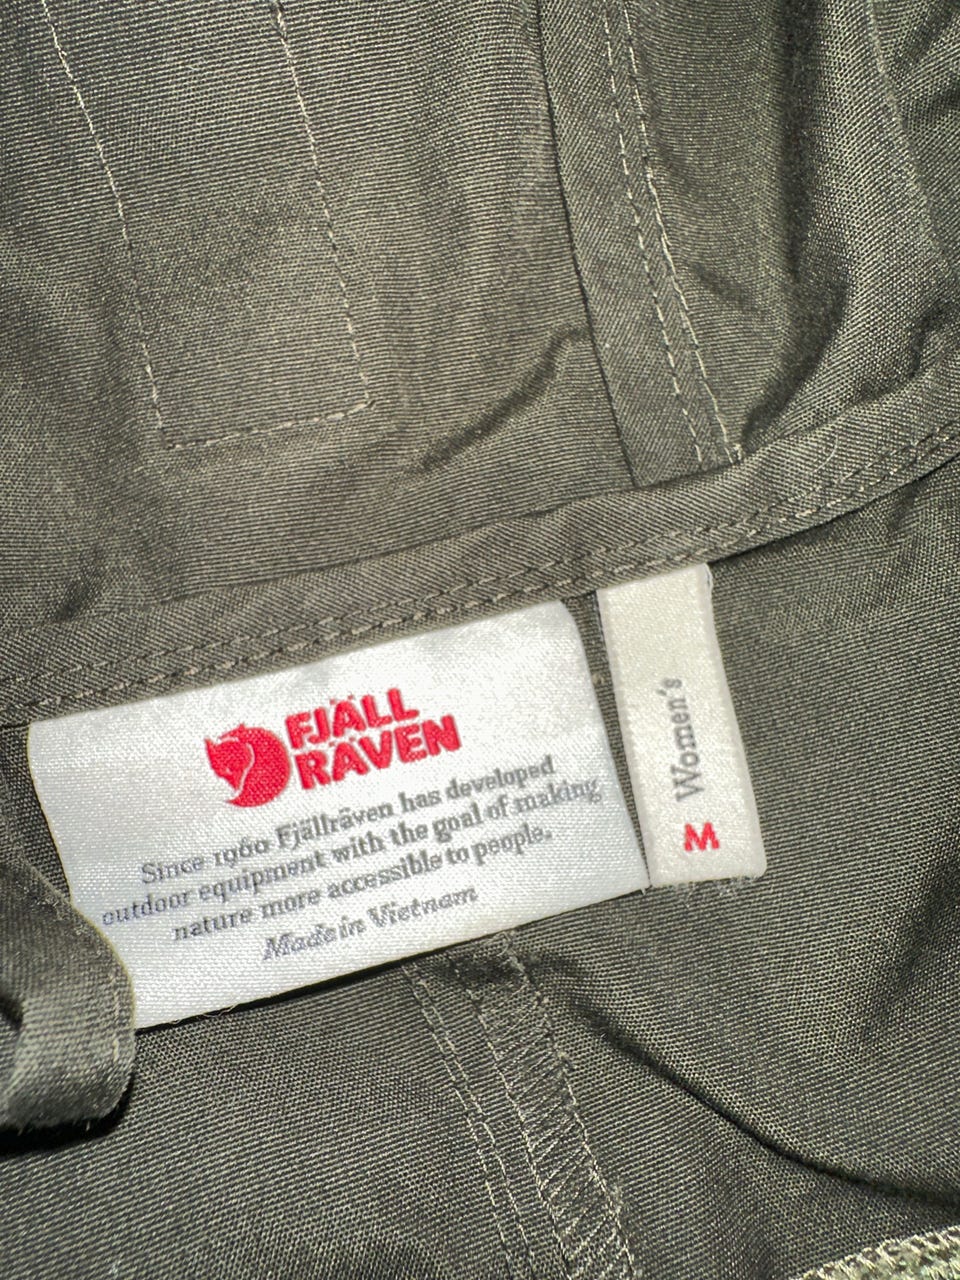 FJÄLL
RÄVEN
Since 1960 Fjällräven has developed
outdoor equipment with the goal of making
nature more accessible to people.
Made in Vietnam
Women's
M